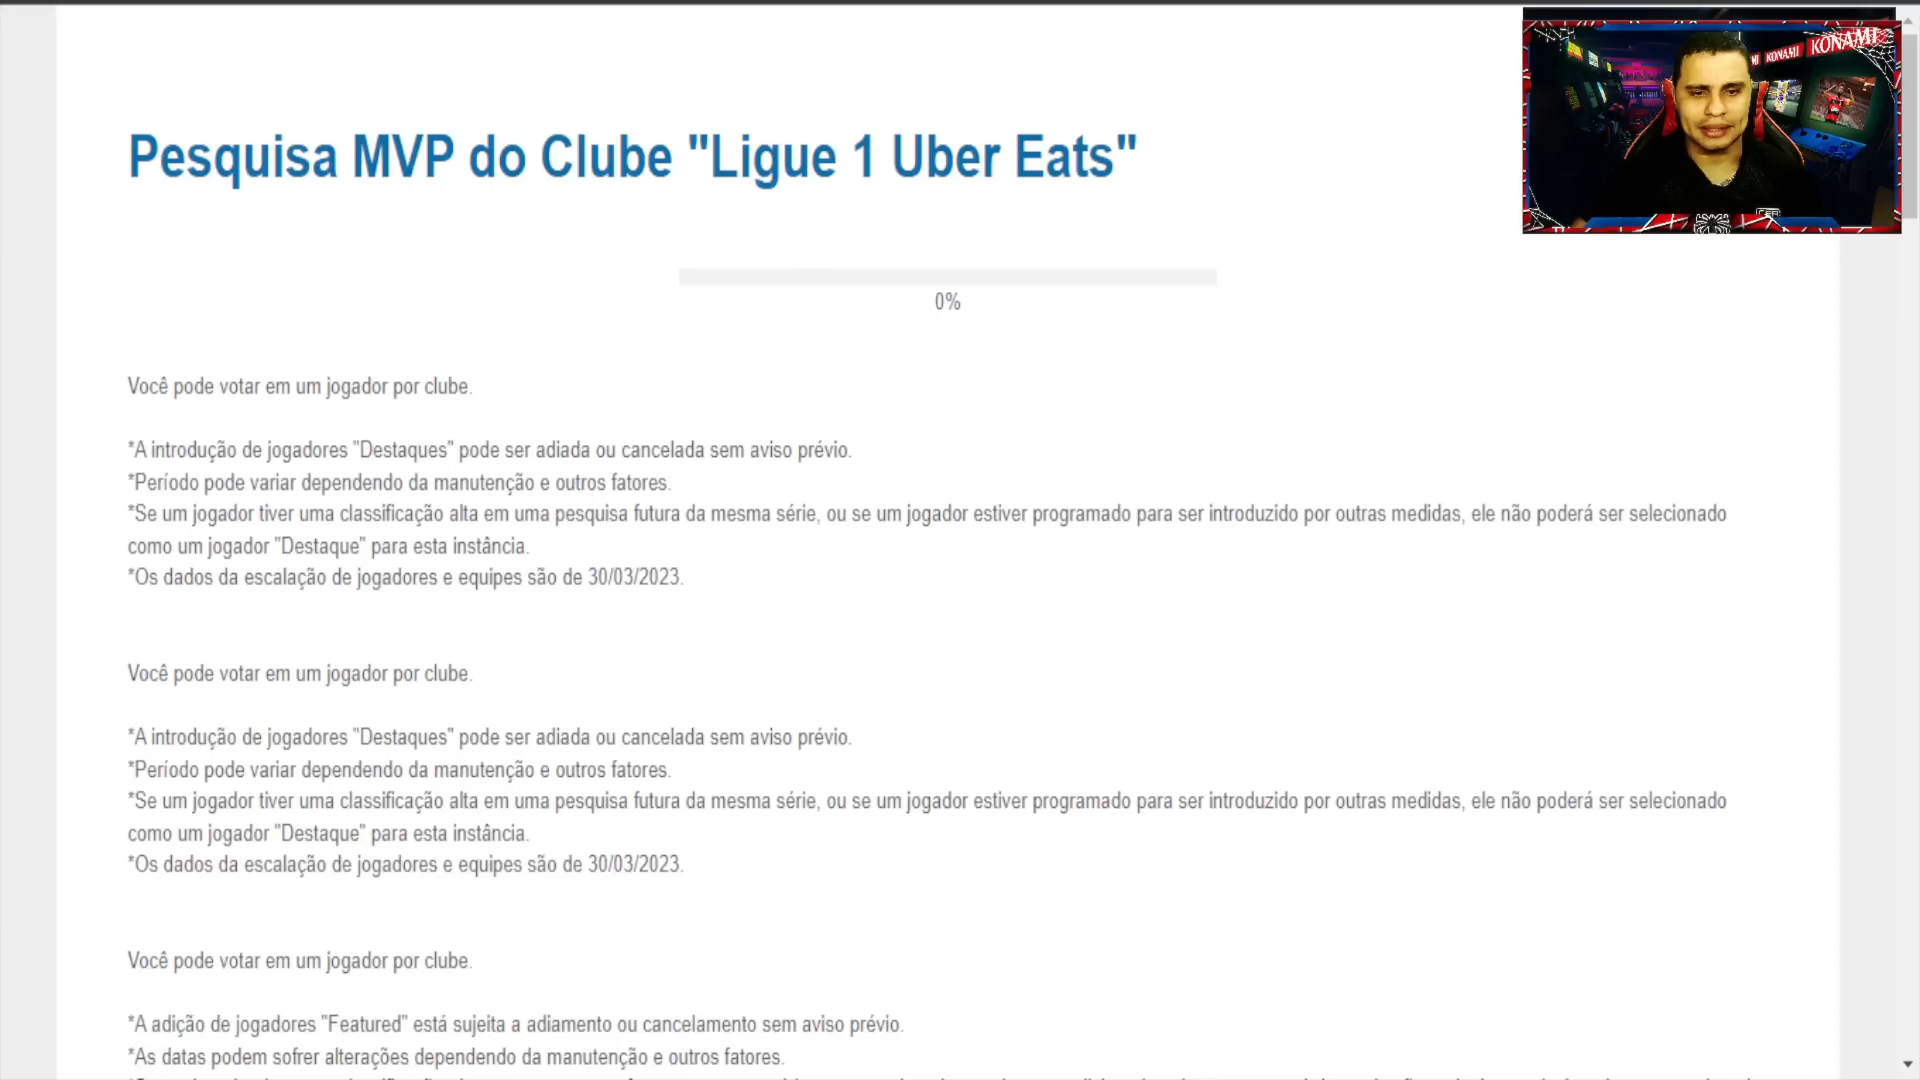 Pesquisa MVP do Clube "Ligue 1 Uber Eats"
KONAMI
KONAMI
0%
Você pode votar em um jogador por clube.
*A introdução de jogadores "Destaques" pode ser adiada ou cancelada sem aviso prévio.
*Período pode variar dependendo da manutenção e outros fatores.
*Se um jogador tiver uma classificação alta em uma pesquisa futura da mesma série, ou se um jogador estiver programado para ser introduzido por outras medidas, ele não poderá ser selecionado
como um jogador "Destaque" para esta instância.
*Os dados da escalação de jogadores e equipes são de 30/03/2023.
Você pode votar em um jogador por clube.
*A introdução de jogadores "Destaques" pode ser adiada ou cancelada sem aviso prévio.
*Período pode variar dependendo da manutenção e outros fatores.
*Se um jogador tiver uma classificação alta em uma pesquisa futura da mesma série, ou se um jogador estiver programado para ser introduzido por outras medidas, ele não poderá ser selecionado
como um jogador "Destaque" para esta instância.
*Os dados da escalação de jogadores e equipes são de 30/03/2023.
Você pode votar em um jogador por clube.
*A adição de jogadores "Featured" está sujeita a adiamento ou cancelamento sem aviso prévio.
*As datas podem sofrer alterações dependendo da manutenção e outros fatores.